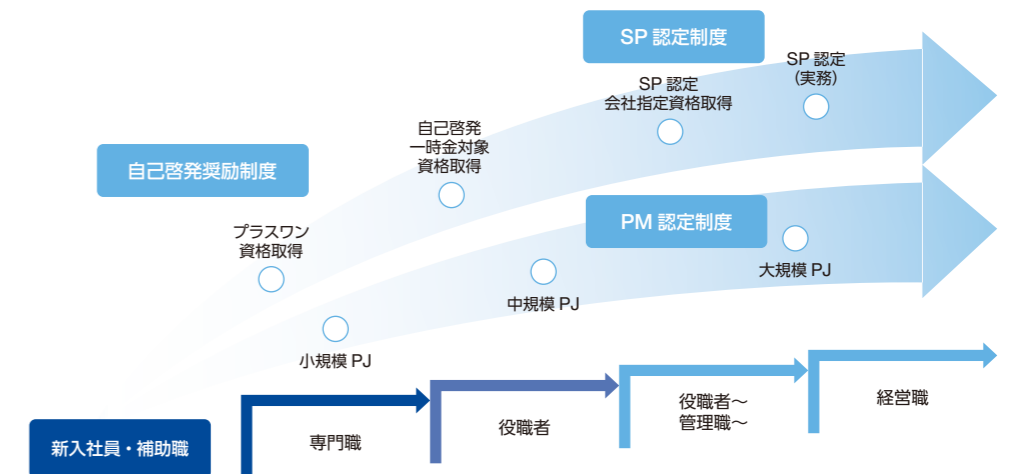 SP 認定制度
SP 認定
(実務)
SP 認定
会社指定資格取得
自己啓発
一時金対象
資格取得
自己啓発奨励制度
プラスワン
資格取得
PM 認定制度
大規模 PJ
中規模 PJ
小規模 PJ
新入社員・補助職
専門職
役職者
役職者～
管理職～
経営職